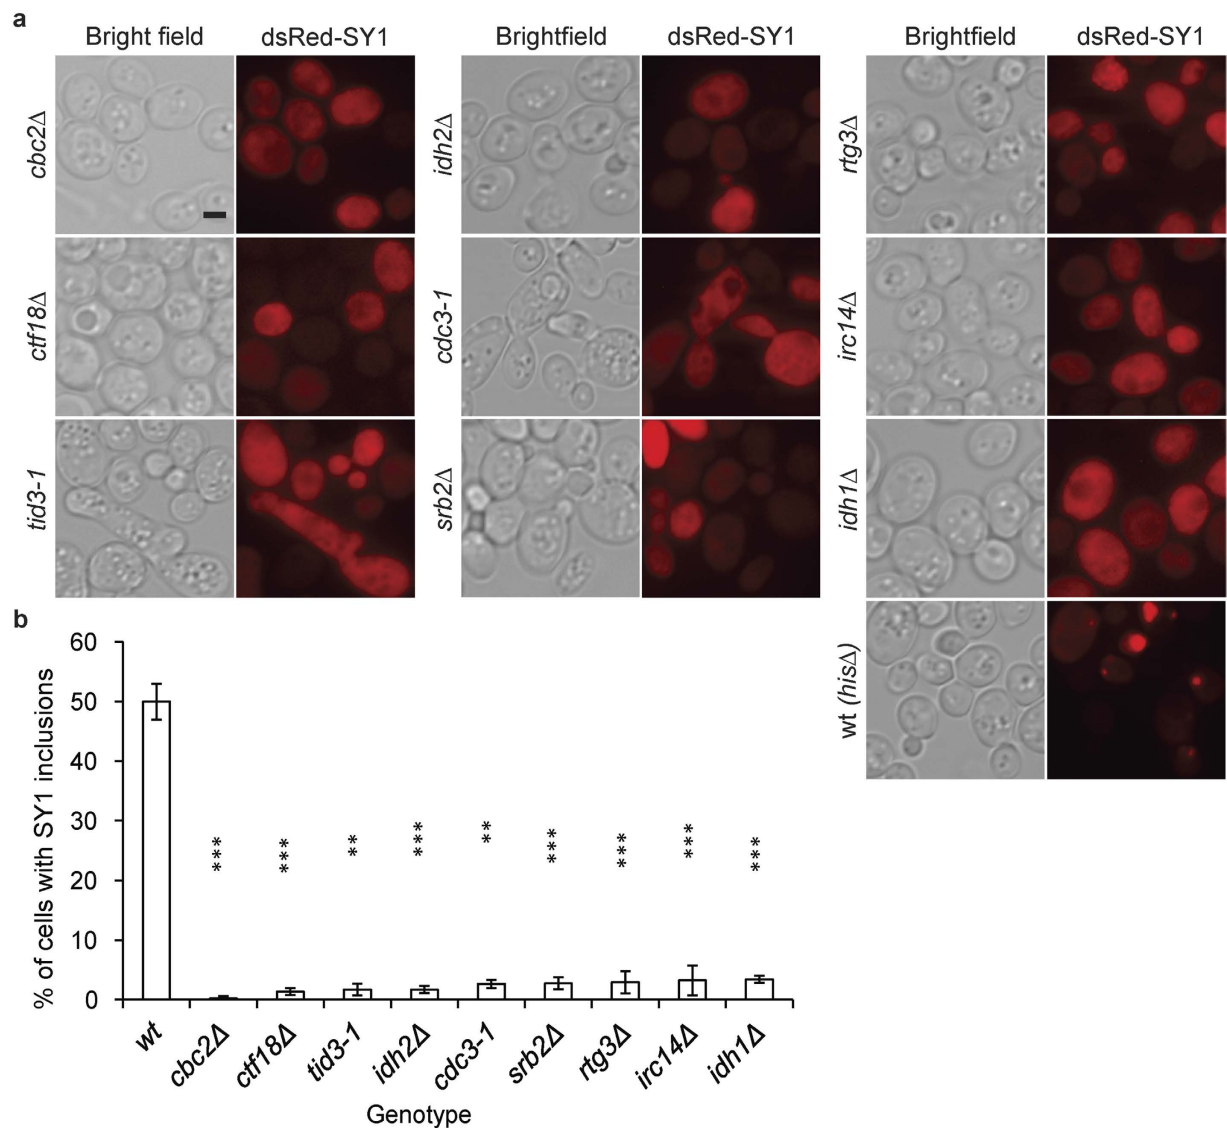 a
Bright field dsRed-SY1 Brightfield dsRed-SY1 Brightfield dsRed-SY1
cbc2Δ idh2Δ rtg3Δ
ctf18Δ cdc3-1 irc14Δ
tid3-1 srb2Δ idh1Δ
wt (hisΔ)
b
% of cells with SY1 inclusions
60
50
40
30
20
10
0
*** *** ** *** ** *** *** *** ***
wt cbc2Δ ctf18Δ tid3-1 idh2Δ cdc3-1 srb2Δ rtg3Δ irc14Δ idh1Δ
Genotype